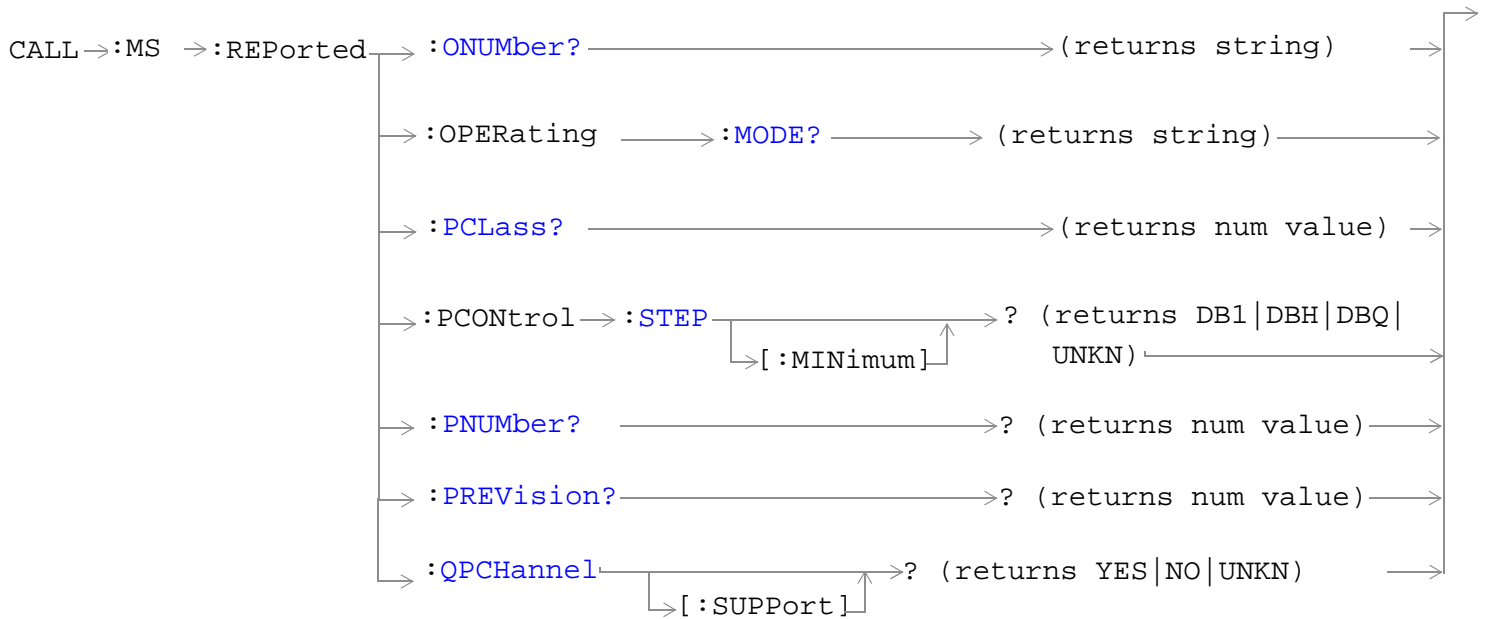 CALL :MS :REPorted :ONUMber? (returns string)
:OPERating :MODE? (returns string)
:PCLass? (returns num value)
:PCONtrol :STEP ? (returns DB1|DBH|DBQ|
[:MINimum] UNKN)
:PNUMber? ? (returns num value)
:PREVision? ? (returns num value)
:QPCHannel ? (returns YES|NO|UNKN)
[:SUPPort]